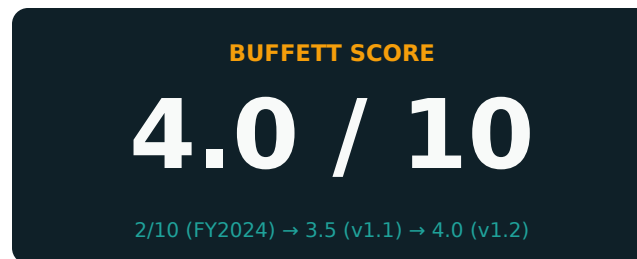 BUFFETT SCORE
4.0 / 10
2/10 (FY2024) → 3.5 (v1.1) → 4.0 (v1.2)